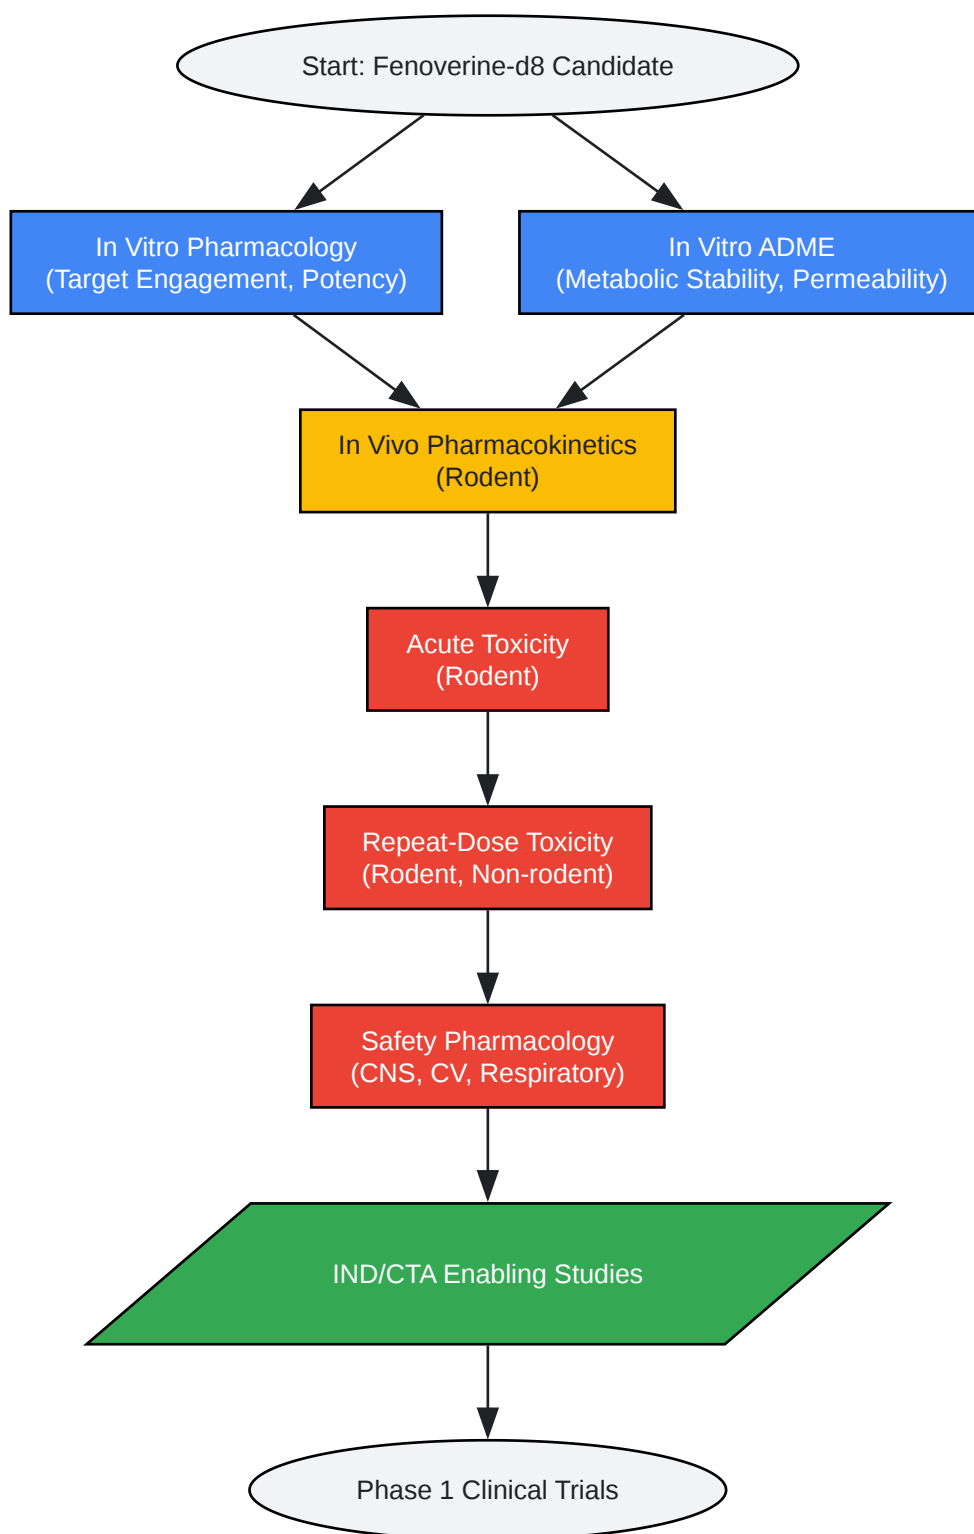 Start: Fenoverine-d8 Candidate
In Vitro Pharmacology
(Target Engagement, Potency)
In Vitro ADME
(Metabolic Stability, Permeability)
In Vivo Pharmacokinetics
(Rodent)
Acute Toxicity
(Rodent)
Repeat-Dose Toxicity
(Rodent, Non-rodent)
Safety Pharmacology
(CNS, CV, Respiratory)
IND/CTA Enabling Studies
Phase 1 Clinical Trials